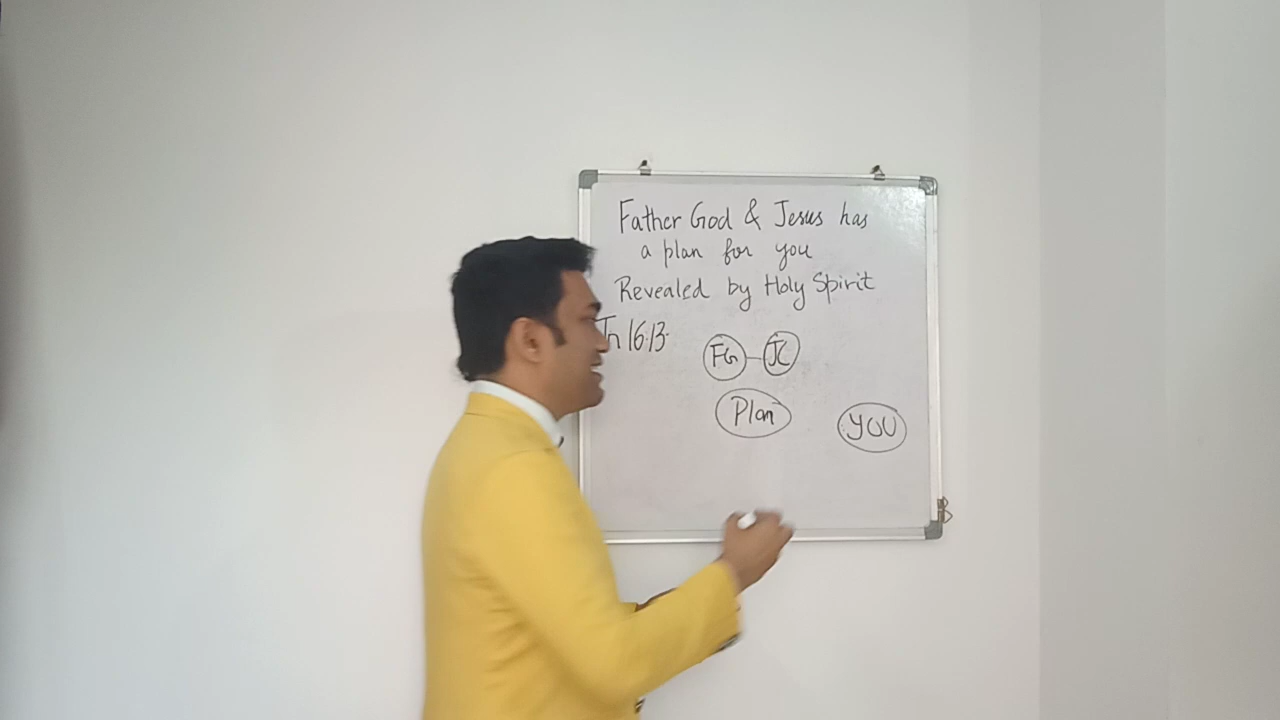 Father God & Jesus has
a plan for you
Revealed by Holy Spirit
Jn 16:13.
FG JC
Plan
YOU